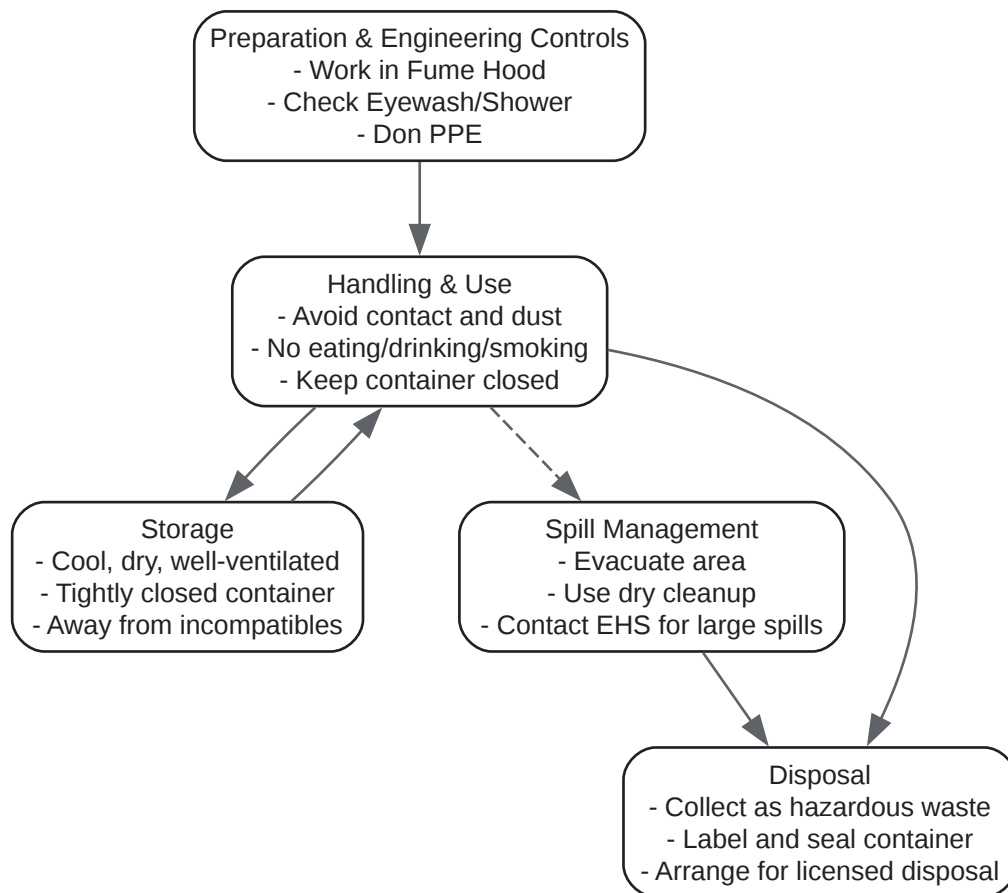 Preparation & Engineering Controls
- Work in Fume Hood
- Check Eyewash/Shower
- Don PPE
Handling & Use
- Avoid contact and dust
- No eating/drinking/smoking
- Keep container closed
Storage
- Cool, dry, well-ventilated
- Tightly closed container
- Away from incompatibles
Spill Management
- Evacuate area
- Use dry cleanup
- Contact EHS for large spills
Disposal
- Collect as hazardous waste
- Label and seal container
- Arrange for licensed disposal